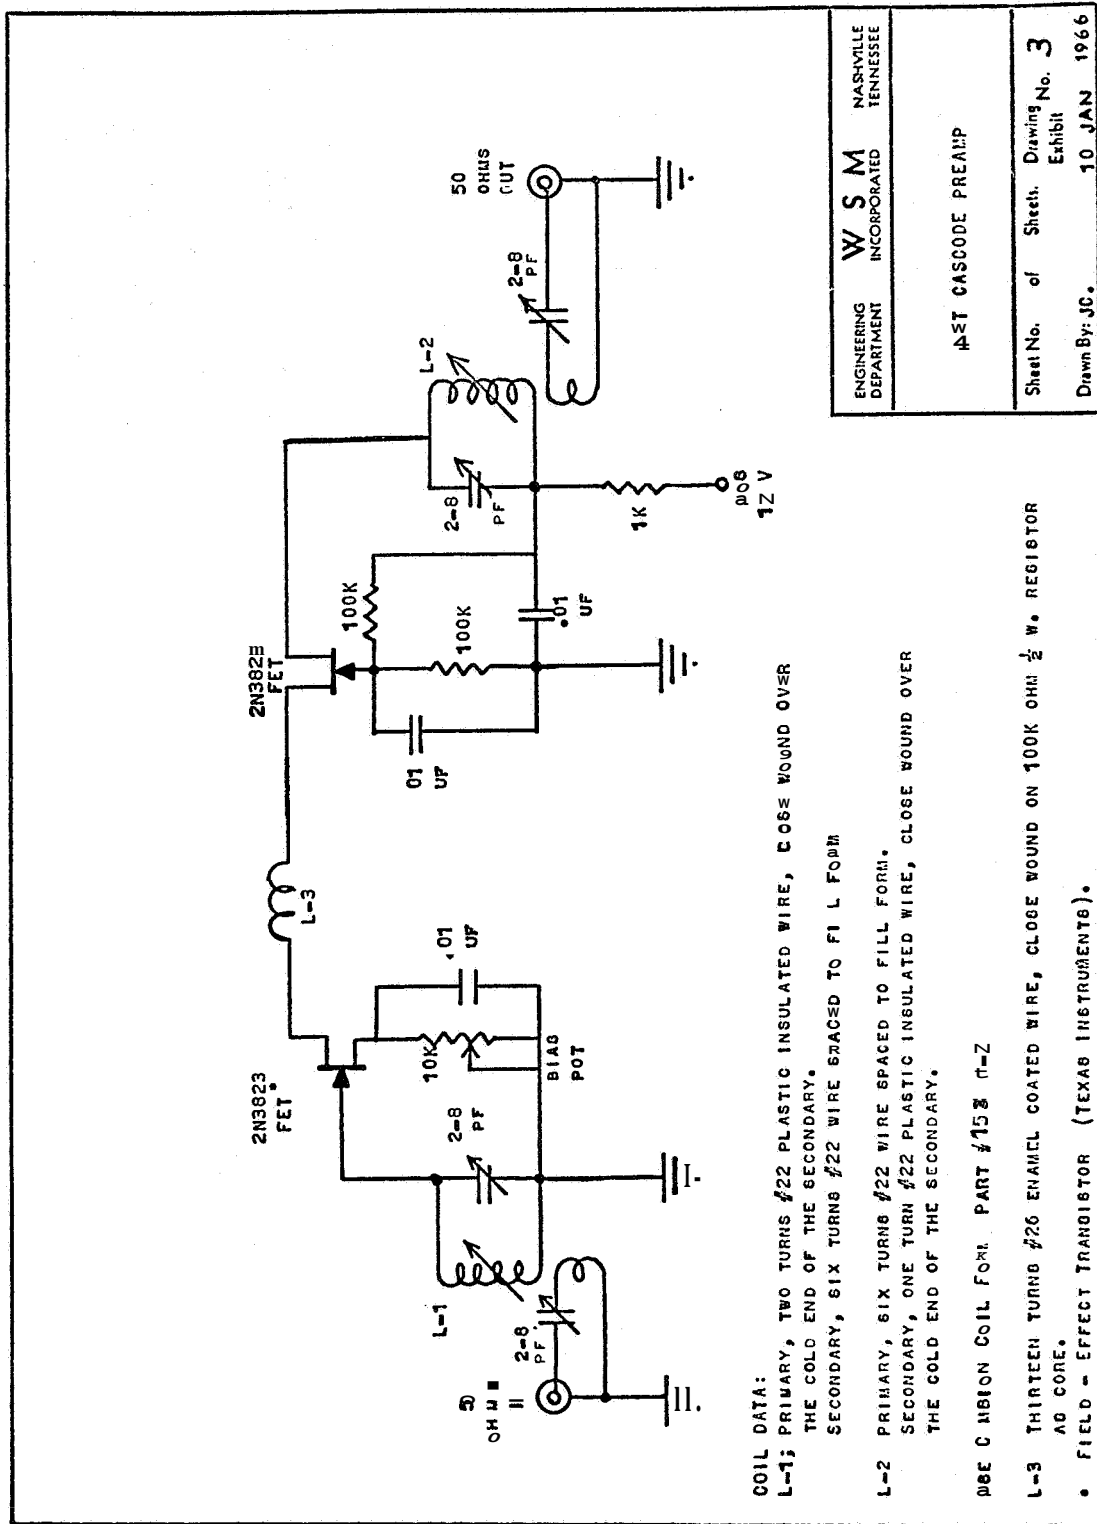 2N3823
FET*
2N382
FET
L-3
L-1
2-8
PF
2-8
PF.
OHM
10K
.01
UF
BIAS
POT
01
UF
100K
100K
.01
UF
2-8
PF
L-2
1K
12 V
2-8
PF
50
OHMS
OUT
COIL DATA:
L-1; PRIMARY, TWO TURNS #22 PLASTIC INSULATED WIRE, WOUND OVER
THE COLD END OF THE SECONDARY.
SECONDARY, SIX TURNS #22 WIRE SPACED TO FI L FORM
L-2 PRIMARY, SIX TURNS #22 WIRE SPACED TO FILL FORM.
SECONDARY, ONE TURN #22 PLASTIC INSULATED WIRE, CLOSE WOUND OVER
THE COLD END OF THE SECONDARY.
COIL FORM PART
L-3 THIRTEEN TURNS #26 ENAMEL COATED WIRE, CLOSE WOUND ON 100K OHM ½ W. RESISTOR
AS CORE.
* FIELD - EFFECT TRANSISTOR (TEXAS INSTRUMENTS).
ENGINEERING DEPARTMENT W S M INCORPORATED NASHVILLE TENNESSEE
CASCODE PREAMP
Sheet No. of Sheets. Drawing Exhibit No. 3
Drawn By: JC. 10 JAN 1966